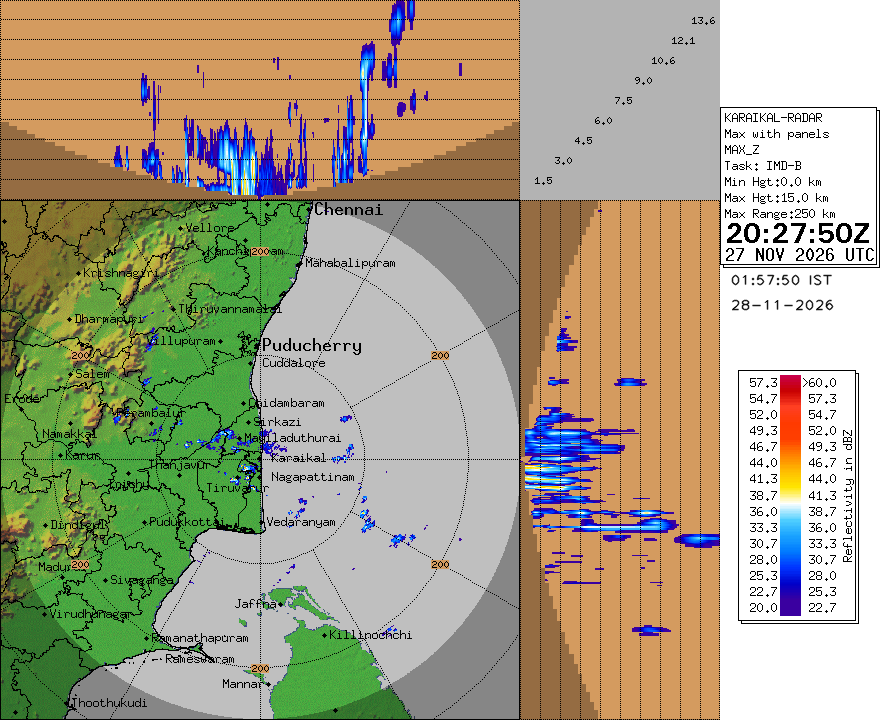 13.6
12.1
10.6
9.0
7.5
6.0
4.5
3.0
1.5
KARAIKAL-RADAR
Max with panels
MAX_Z
Task: IMD-B
Min Hgt:0.0 km
Max Hgt:15.0 km
Max Range:250 km
20:27:50Z
27 NOV 2026 UTC
01:57:50 IST
28-11-2026
Chennai
Vellore
200
Mahabalipuram
Krishnagiri
Thiruvannamalai
Dharmapuri
Villupuram
Puducherry
200
200
Cuddalore
Salem
Erode
Chidambaram
Perambalur
Sirkazi
Namakkal
Mayiladuthurai
Karur
Karaikal
Thanjavur
Nagapattinam
Tiruvarur
Dindigul
Pudukkottai
Vedaranyam
200
200
Madurai
Sivaganga
Jaffna
Virudhunagar
Ramanathapuram
Killinochchi
Rameswaram
200
Mannar
Thoothukudi
57.3 >60.0
54.7 57.3
52.0 54.7
49.3 52.0
46.7 49.3
44.0 46.7
41.3 44.0
38.7 41.3
36.0 38.7
33.3 36.0
30.7 33.3
28.0 30.7
25.3 28.0
22.7 25.3
20.0 22.7
Reflectivity in dBZ